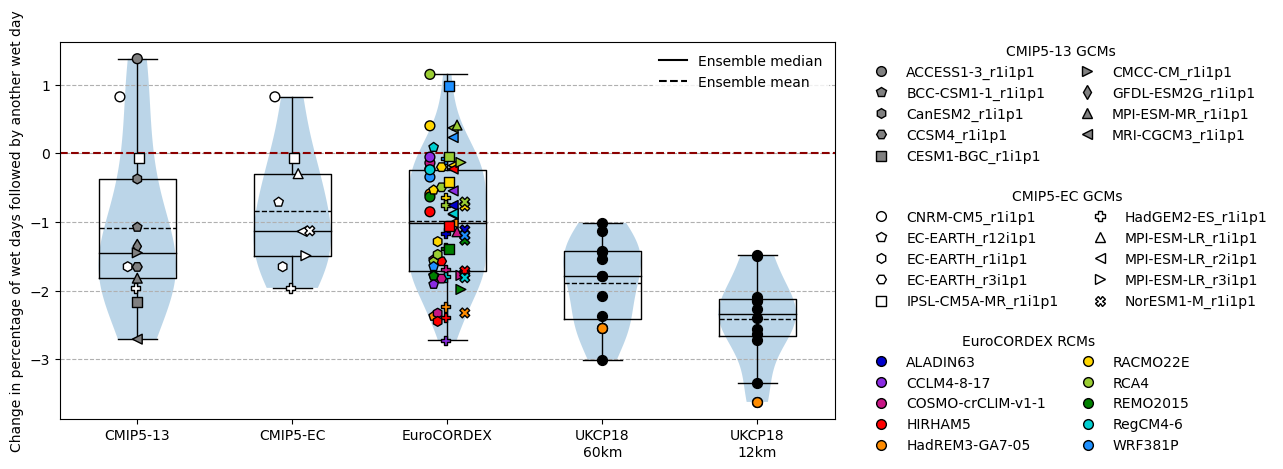 Change in percentage of wet days followed by another wet day
1
0
−1
−2
−3
CMIP5-13
CMIP5-EC
EuroCORDEX
UKCP18
60km
UKCP18
12km
Ensemble median
Ensemble mean
CMIP5-13 GCMs
ACCESS1-3_r1i1p1
BCC-CSM1-1_r1i1p1
CanESM2_r1i1p1
CCSM4_r1i1p1
CESM1-BGC_r1i1p1
CMCC-CM_r1i1p1
GFDL-ESM2G_r1i1p1
MPI-ESM-MR_r1i1p1
MRI-CGCM3_r1i1p1
CMIP5-EC GCMs
CNRM-CM5_r1i1p1
EC-EARTH_r12i1p1
EC-EARTH_r1i1p1
EC-EARTH_r3i1p1
IPSL-CM5A-MR_r1i1p1
HadGEM2-ES_r1i1p1
MPI-ESM-LR_r1i1p1
MPI-ESM-LR_r2i1p1
MPI-ESM-LR_r3i1p1
NorESM1-M_r1i1p1
EuroCORDEX RCMs
ALADIN63
CCLM4-8-17
COSMO-crCLIM-v1-1
HIRHAM5
HadREM3-GA7-05
RACMO22E
RCA4
REMO2015
RegCM4-6
WRF381P